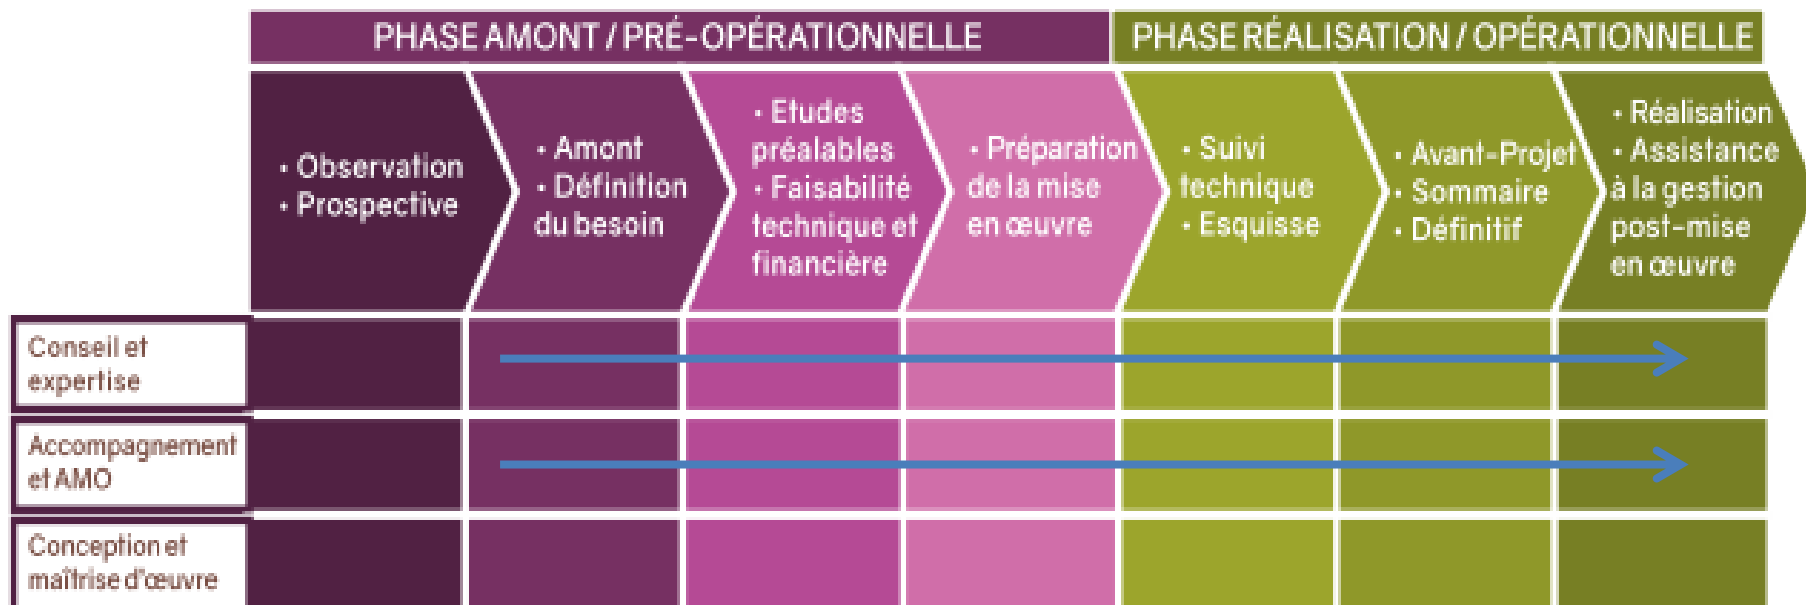 PHASE AMONT / PRÉ-OPÉRATIONNELLE
PHASE RÉALISATION / OPÉRATIONNELLE
• Observation
• Prospective
• Amont
• Définition
du besoin
• Etudes
préalables
• Faisabilité
technique et
financière
• Préparation
de la mise
en œuvre
• Suivi
technique
• Esquisse
• Avant-Projet
• Sommaire
• Définitif
• Réalisation
• Assistance
à la gestion
post-mise
en œuvre
Conseil et
expertise
Accompagnement
et AMO
Conception et
maîtrise d'œuvre